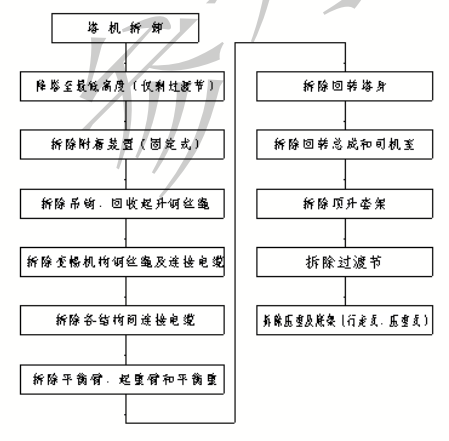 塔机拆卸
降塔至最低高度(仅剩过渡节)
拆除附着装置(固定式)
拆除吊钩、回收起升钢丝绳
拆除变幅机构钢丝绳及连接电缆
拆除各结构间连接电缆
拆除平衡臂、起重臂和平衡重
拆除回转塔身
拆除回转总成和司机室
拆除顶升套架
拆除过渡节
拆除压重及底架(行走式、压重式)